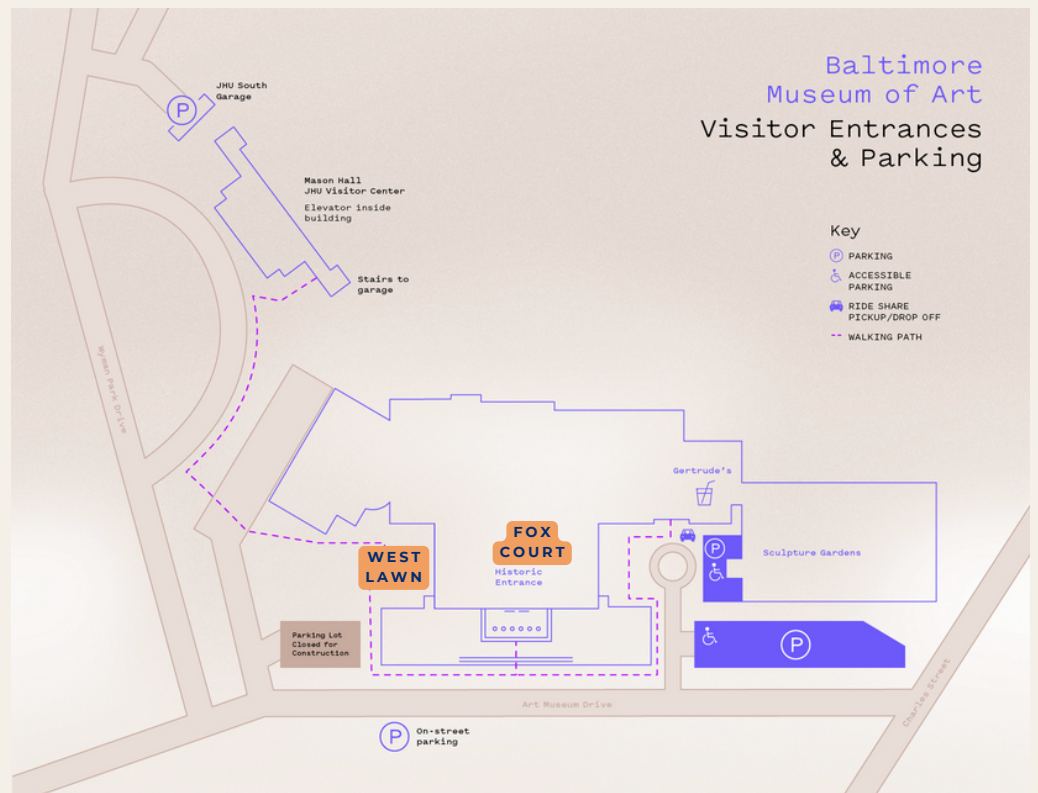 Baltimore
Museum of Art
Visitor Entrances
& Parking
Key
P PARKING
ACCESSIBLE
PARKING
RIDE SHARE
PICKUP/DROP OFF
WALKING PATH
JHU South
Garage
P
Mason Hall
JHU Visitor Center
Elevator inside
building
Stairs to
garage
Wyman Park Drive
Gertrude's
FOX
COURT
Historic
Entrance
WEST
LAWN
P
Sculpture Gardens
Parking Lot
Closed for
Construction
P
Art Museum Drive
Charles Street
P
On-street
parking